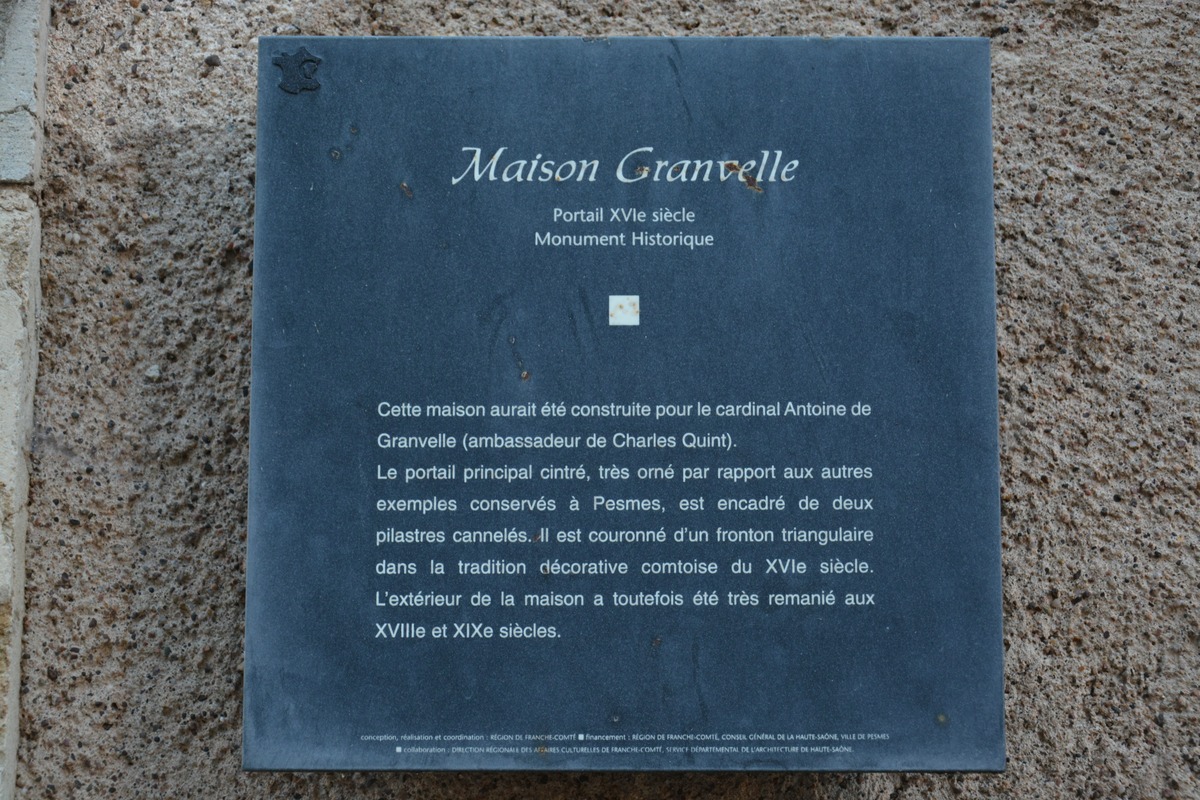 Maison Granvelle
Portail XVIe siècle
Monument Historique
Cette maison aurait été construite pour le cardinal Antoine de
Granvelle (ambassadeur de Charles Quint).
Le portail principal cintré, très orné par rapport aux autres
exemples conservés à Pesmes, est encadré de deux
pilastres cannelés. Il est couronné d'un fronton triangulaire
dans la tradition décorative comtoise du XVIe siècle.
L'extérieur de la maison a toutefois été très remanié aux
XVIIIe et XIXe siècles.
conception, réalisation et coordination : RÉGION DE FRANCHE-COMTÉ ■ financement : RÉGION DE FRANCHE-COMTÉ, CONSEIL GÉNÉRAL DE LA HAUTE-SAÔNE, VILLE DE PESMES
■ collaboration : DIRECTION RÉGIONALE DES AFFAIRES CULTURELLES DE FRANCHE-COMTÉ, SERVICE DÉPARTEMENTAL DE L'ARCHITECTURE DE HAUTE-SAÔNE.